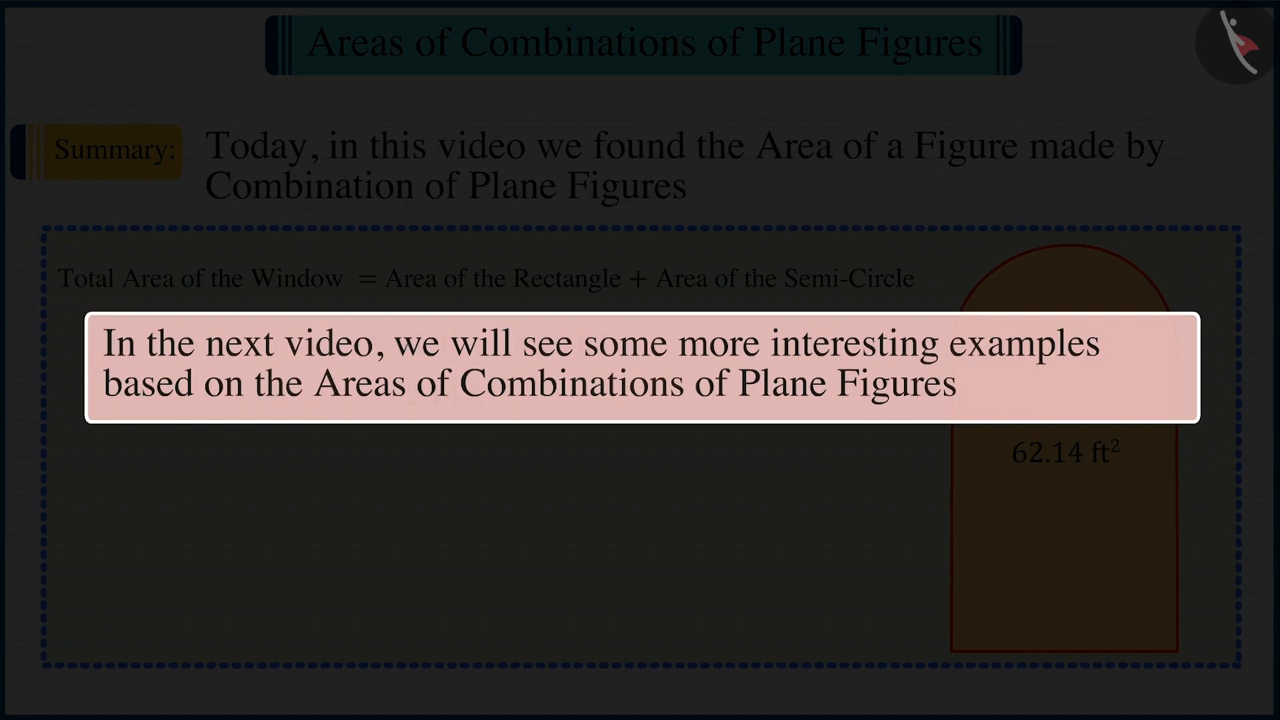 Areas of Combinations of Plane Figures
Summary:
Today, in this video we found the Area of a Figure made by
Combination of Plane Figures
Total Area of the Window = Area of the Rectangle + Area of the Semi-Circle
In the next video, we will see some more interesting examples
based on the Areas of Combinations of Plane Figures
62.14 ft²